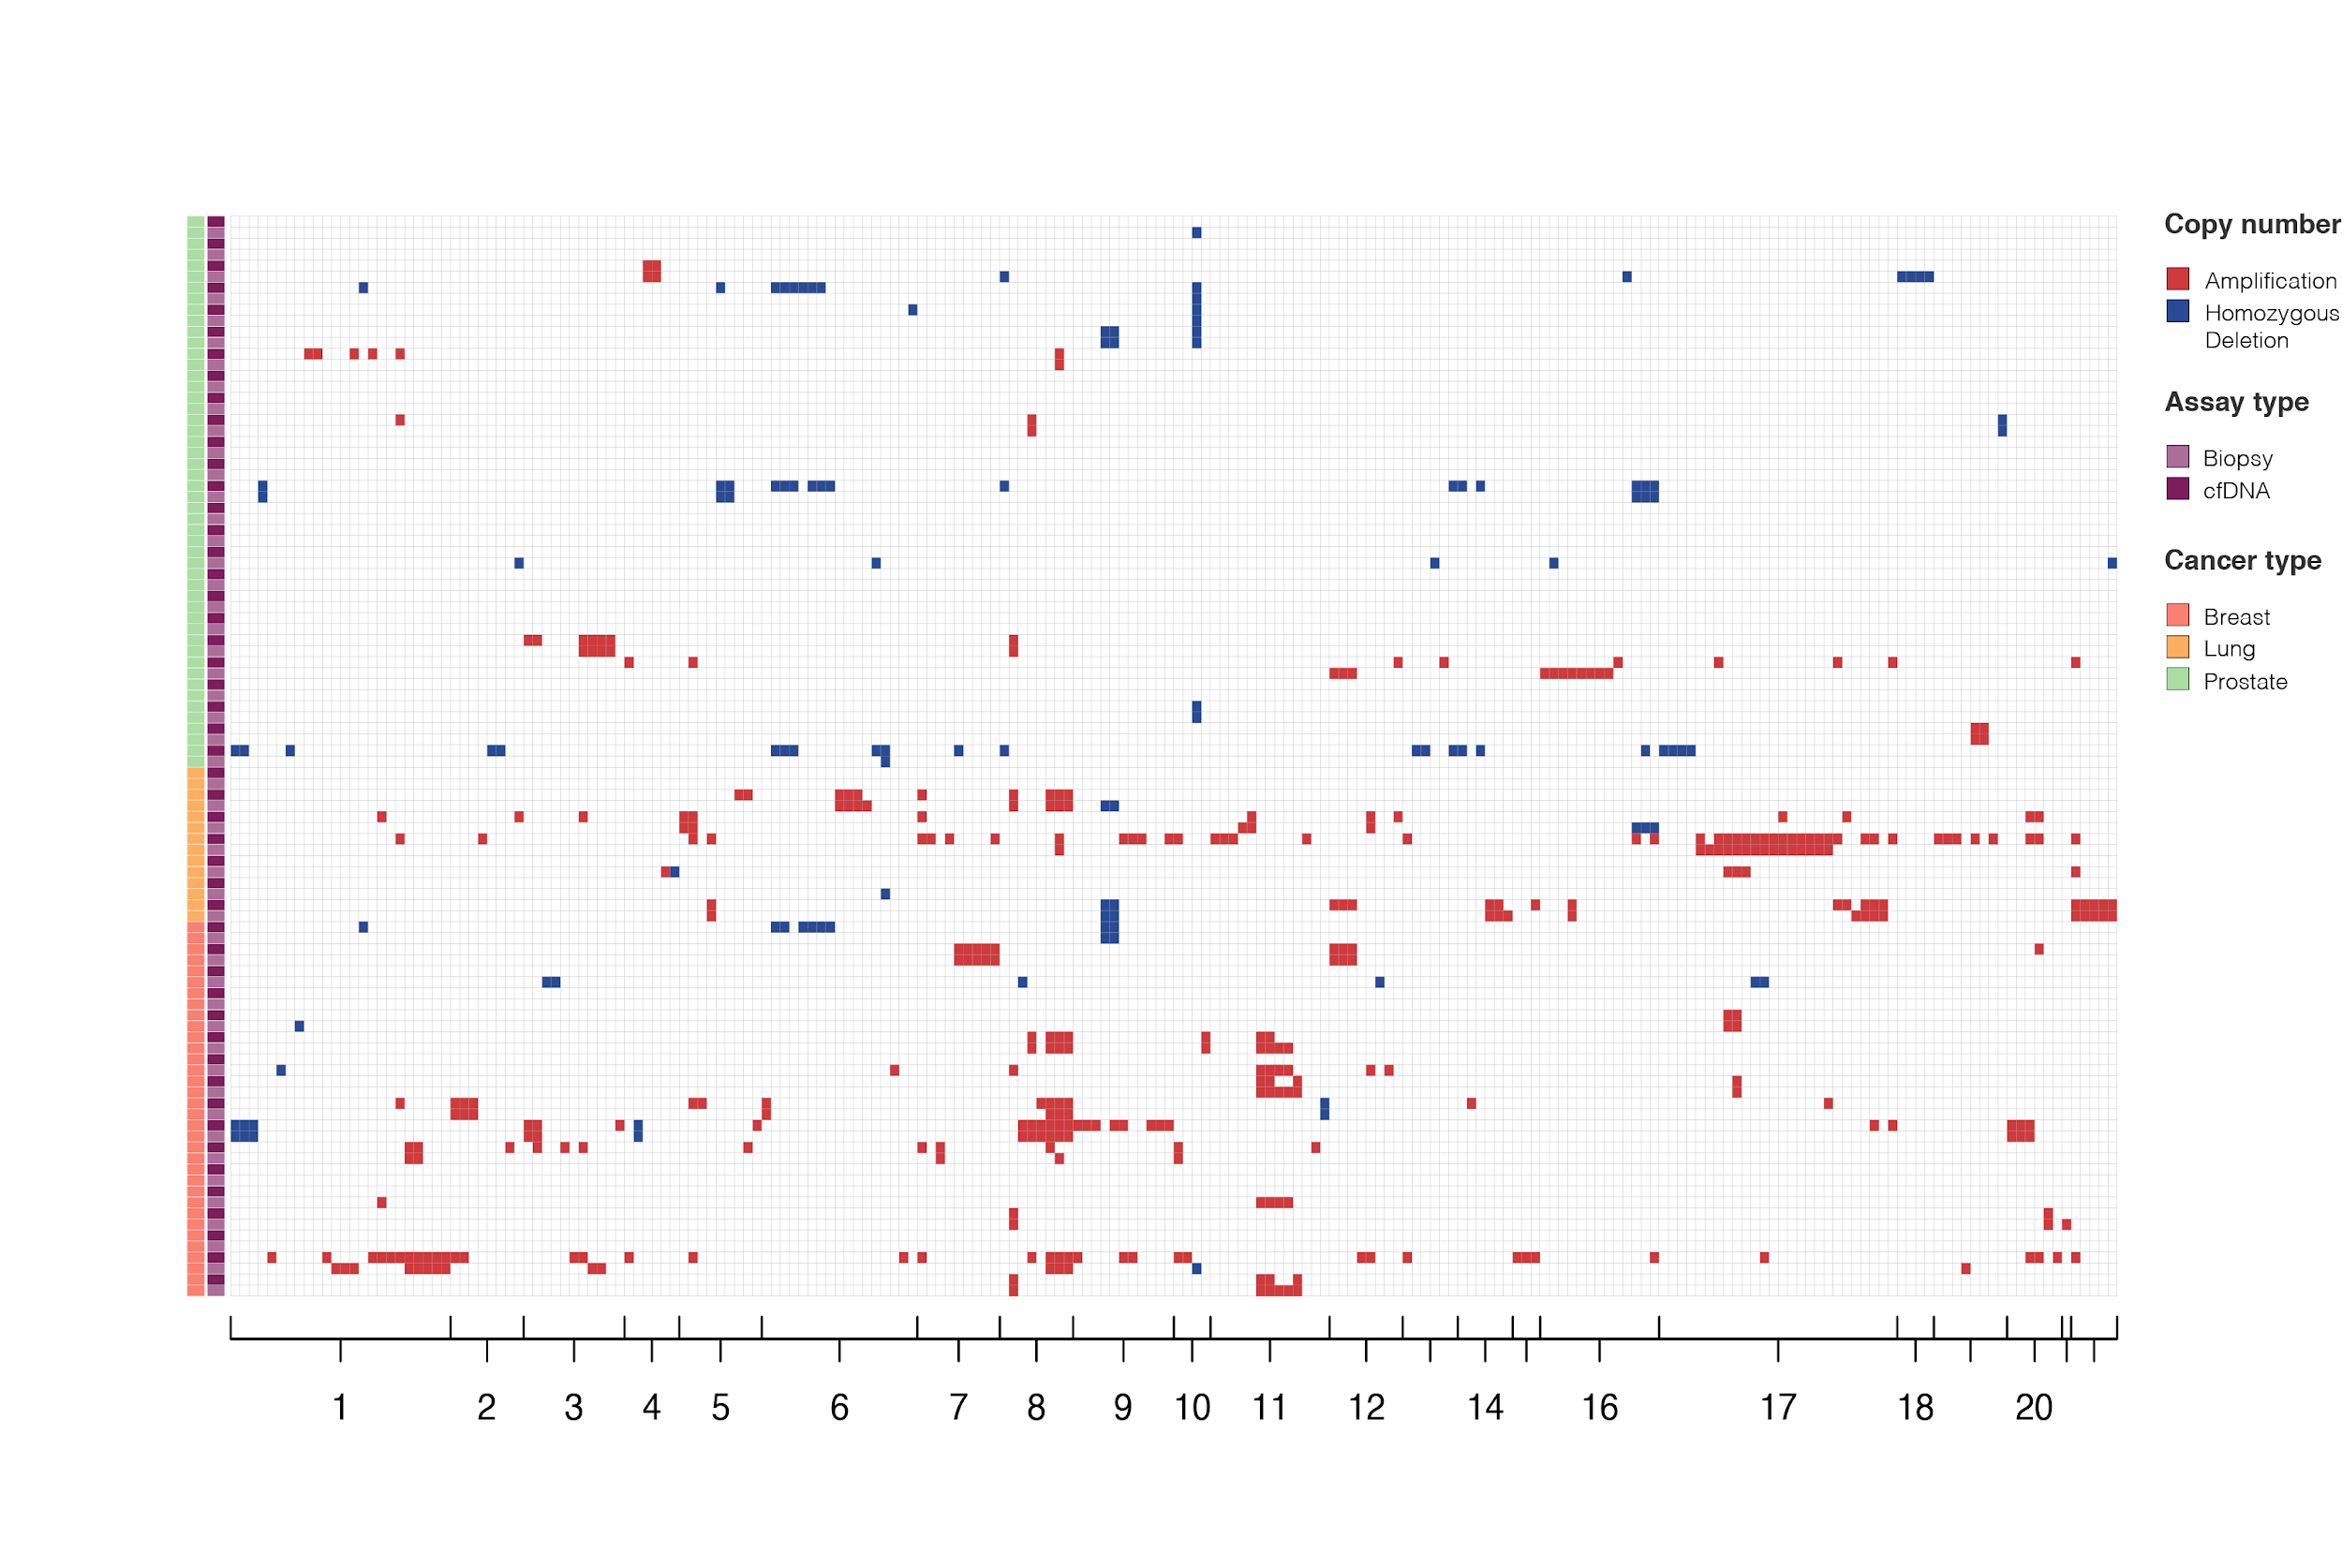 Copy number
Amplification
Homozygous
Deletion
Assay type
Biopsy
cfDNA
Cancer type
Breast
Lung
Prostate
1 2 3 4 5 6 7 8 9 10 11 12 14 16 17 18 20